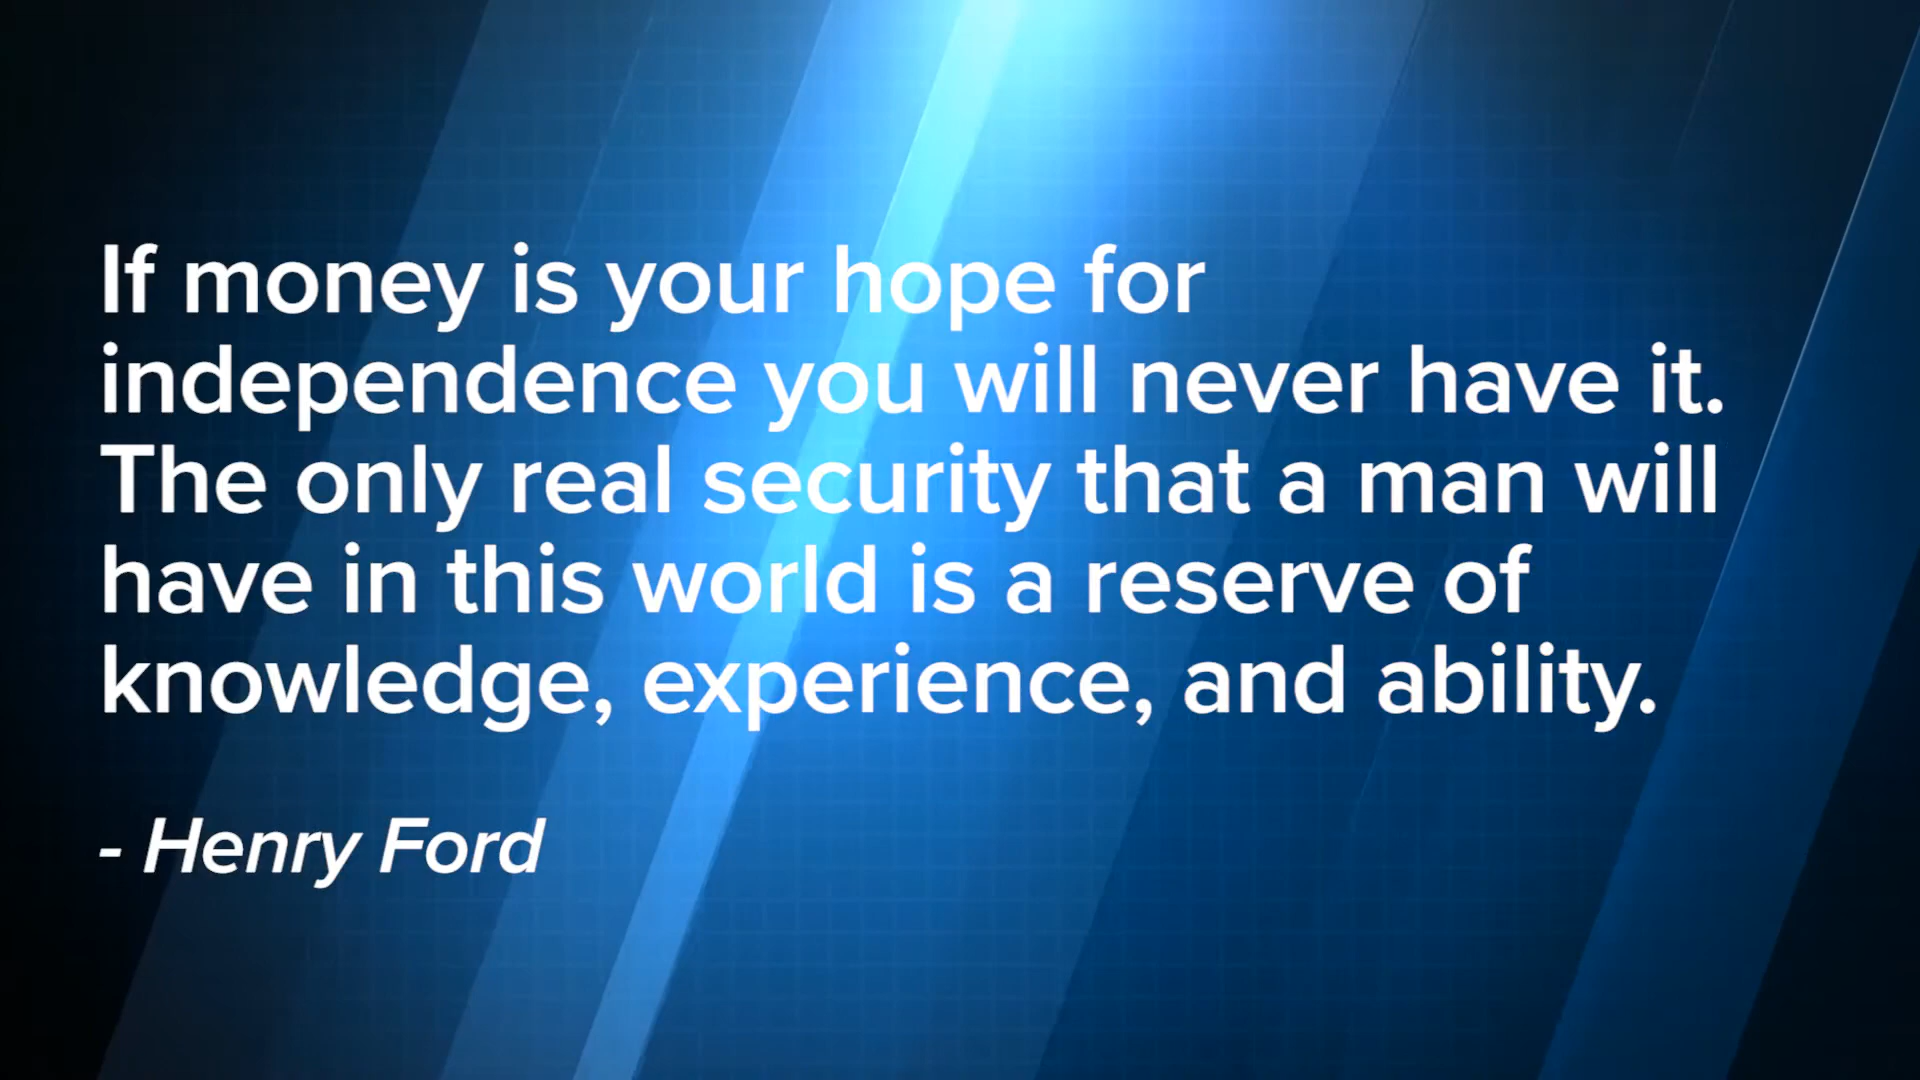 If money is your hope for
independence you will never have it.
The only real security that a man will
have in this world is a reserve of
knowledge, experience, and ability.
- Henry Ford